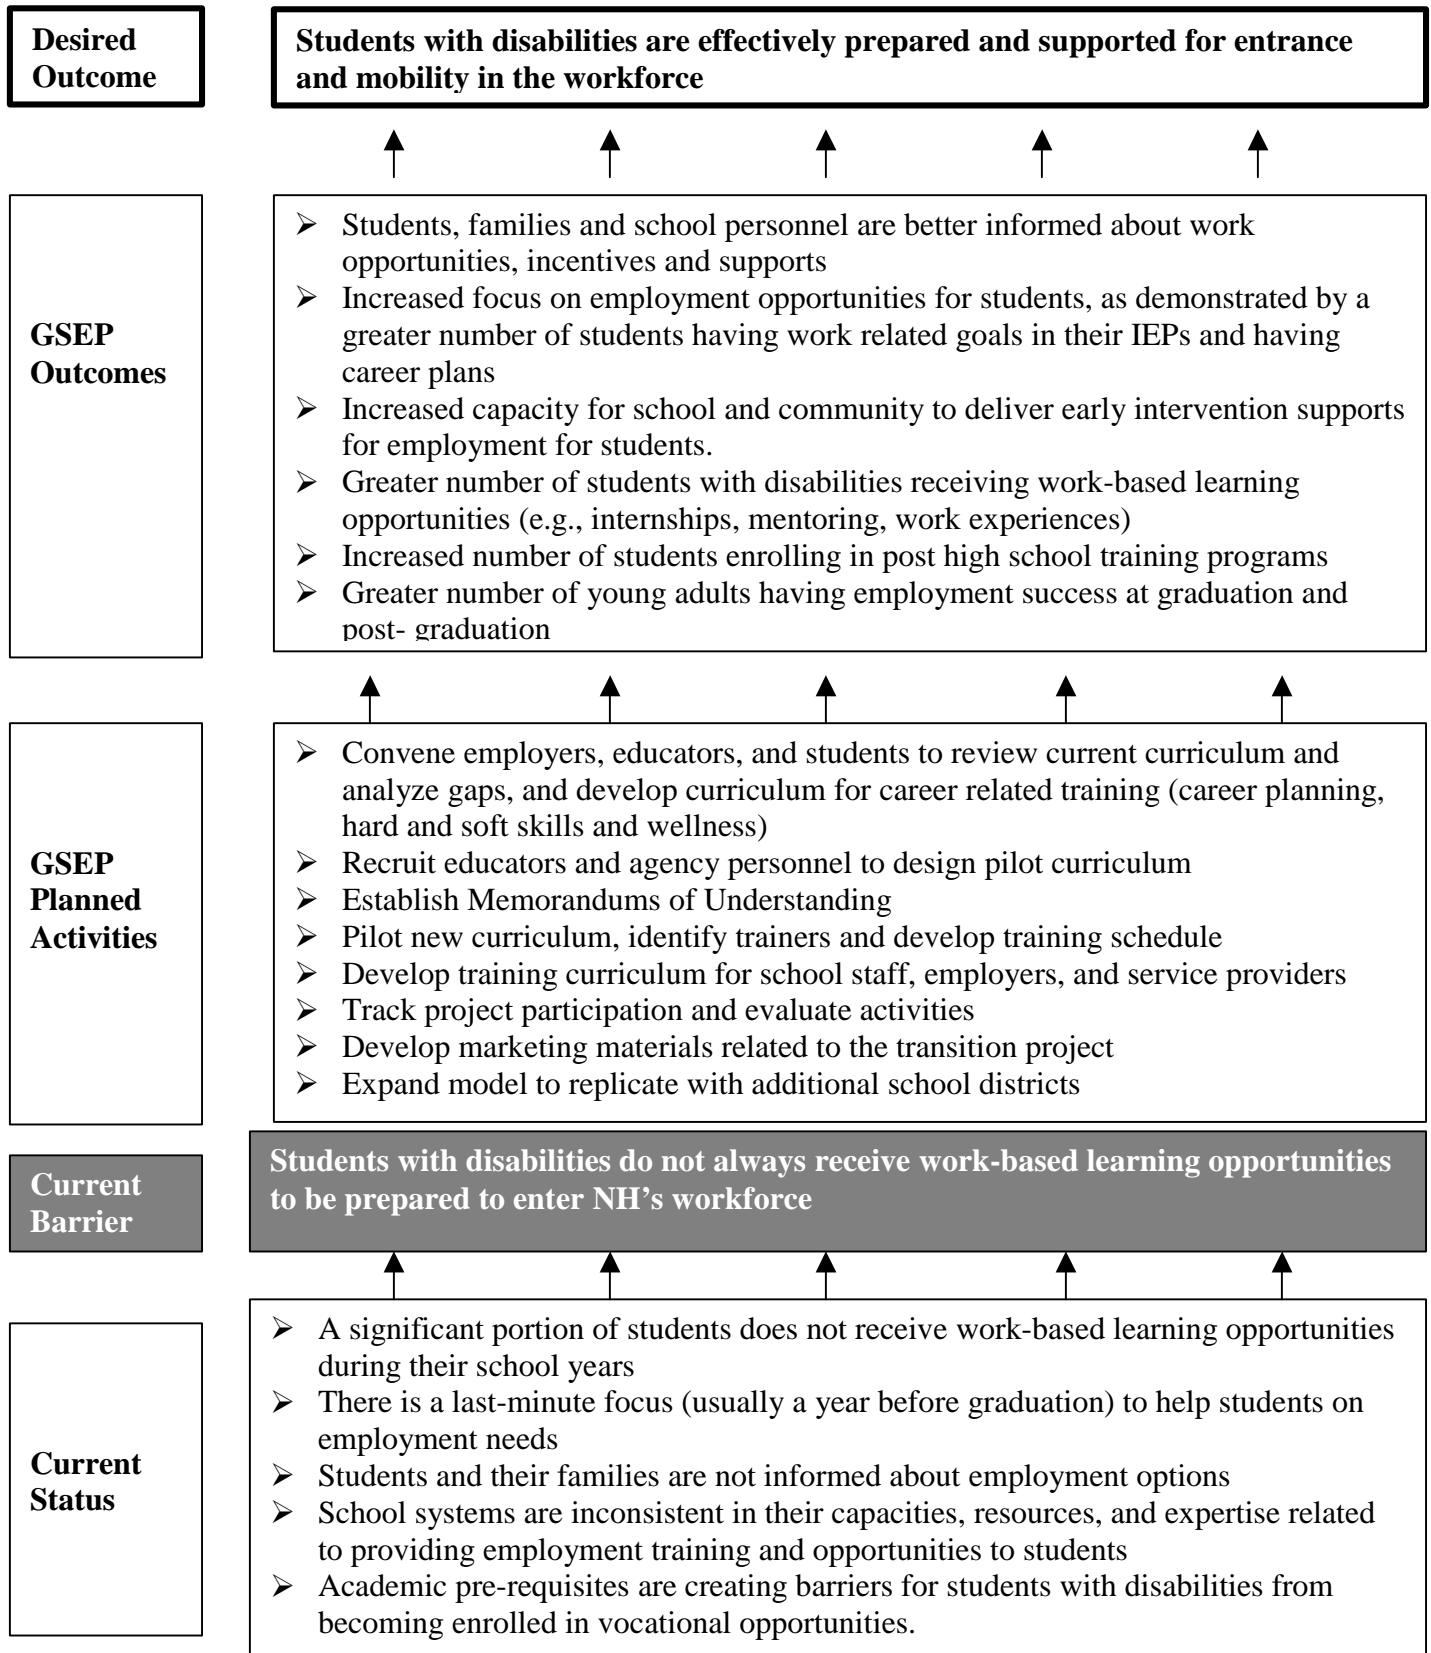 Desired
Outcome
Students with disabilities are effectively prepared and supported for entrance
and mobility in the workforce
GSEP
Outcomes
➢ Students, families and school personnel are better informed about work
opportunities, incentives and supports
➢ Increased focus on employment opportunities for students, as demonstrated by a
greater number of students having work related goals in their IEPs and having
career plans
➢ Increased capacity for school and community to deliver early intervention supports
for employment for students.
➢ Greater number of students with disabilities receiving work-based learning
opportunities (e.g., internships, mentoring, work experiences)
➢ Increased number of students enrolling in post high school training programs
➢ Greater number of young adults having employment success at graduation and
post- graduation
GSEP
Planned
Activities
➢ Convene employers, educators, and students to review current curriculum and
analyze gaps, and develop curriculum for career related training (career planning,
hard and soft skills and wellness)
➢ Recruit educators and agency personnel to design pilot curriculum
➢ Establish Memorandums of Understanding
➢ Pilot new curriculum, identify trainers and develop training schedule
➢ Develop training curriculum for school staff, employers, and service providers
➢ Track project participation and evaluate activities
➢ Develop marketing materials related to the transition project
➢ Expand model to replicate with additional school districts
Current
Barrier
Students with disabilities do not always receive work-based learning opportunities
to be prepared to enter NH’s workforce
Current
Status
➢ A significant portion of students does not receive work-based learning opportunities
during their school years
➢ There is a last-minute focus (usually a year before graduation) to help students on
employment needs
➢ Students and their families are not informed about employment options
➢ School systems are inconsistent in their capacities, resources, and expertise related
to providing employment training and opportunities to students
➢ Academic pre-requisites are creating barriers for students with disabilities from
becoming enrolled in vocational opportunities.